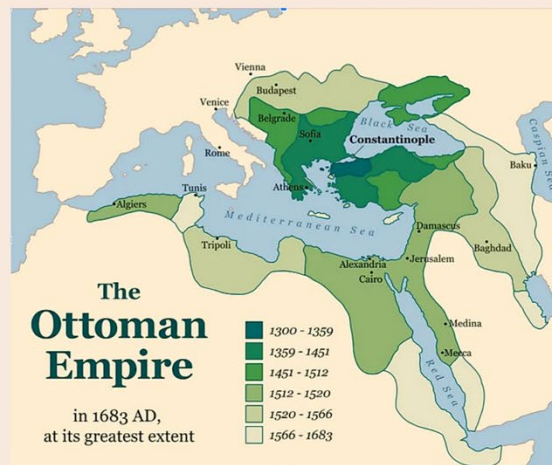 Vienna
Budapest
Venice
Belgrade
Black Sea
Caspian Sea
Sofia
Constantinople
Rome
Baku
Athens
Tunis
Algiers
Mediterranean Sea
Damascus
Tripoli
Baghdad
Alexandria
Jerusalem
Cairo
Medina
Mecca
Red Sea
The
Ottoman
Empire
in 1683 AD,
at its greatest extent
1300 - 1359
1359 - 1451
1451 - 1512
1512 - 1520
1520 - 1566
1566 - 1683